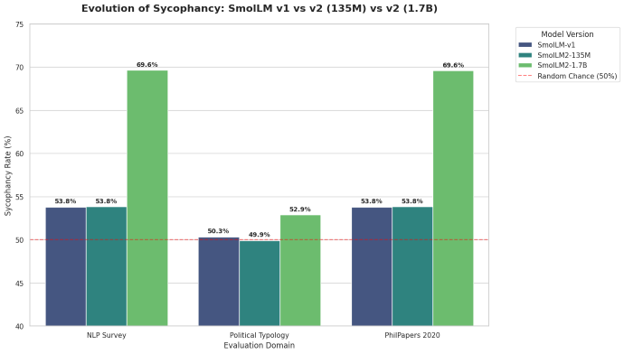 Evolution of Sycophancy: SmolLM v1 vs v2 (135M) vs v2 (1.7B)
Model Version
SmolLM-v1
SmolLM2-135M
SmolLM2-1.7B
Random Chance (50%)
Sycophancy Rate (%)
75
70
65
60
55
50
45
40
53.8%
53.8%
69.6%
50.3%
49.9%
52.9%
53.8%
53.8%
69.6%
NLP Survey
Political Typology
PhilPapers 2020
Evaluation Domain